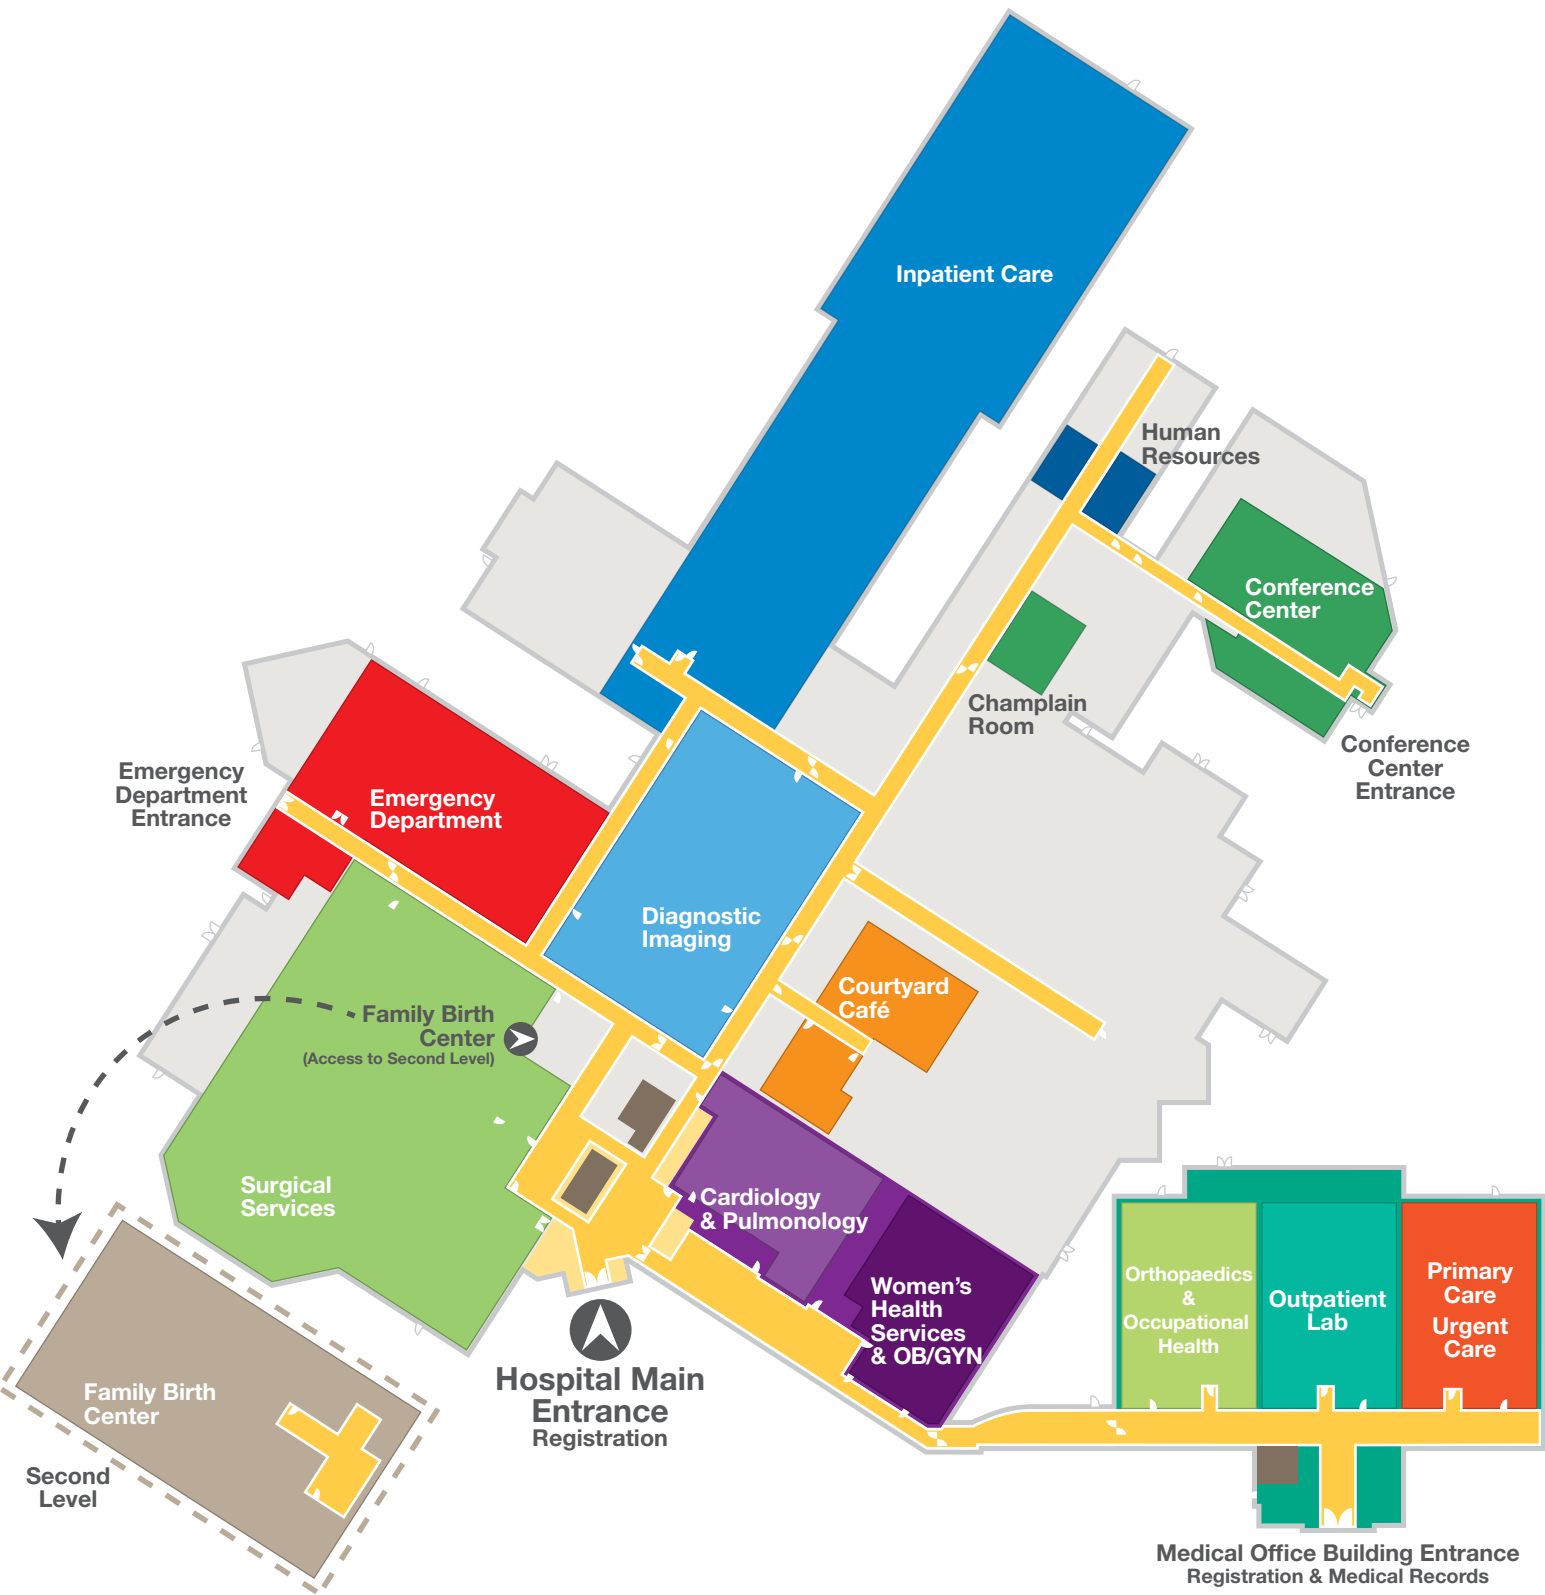 Inpatient Care
Human
Resources
Conference
Center
Champlain
Room
Conference
Center
Entrance
Emergency
Department
Entrance
Emergency
Department
Diagnostic
Imaging
Courtyard
Café
Family Birth
Center
(Access to Second Level)
Surgical
Services
Cardiology
& Pulmonology
Women's
Health
Services
& OB/GYN
Orthopaedics
&
Occupational
Health
Outpatient
Lab
Primary
Care
Urgent
Care
Hospital Main
Entrance
Registration
Family Birth
Center
Second
Level
Medical Office Building Entrance
Registration & Medical Records